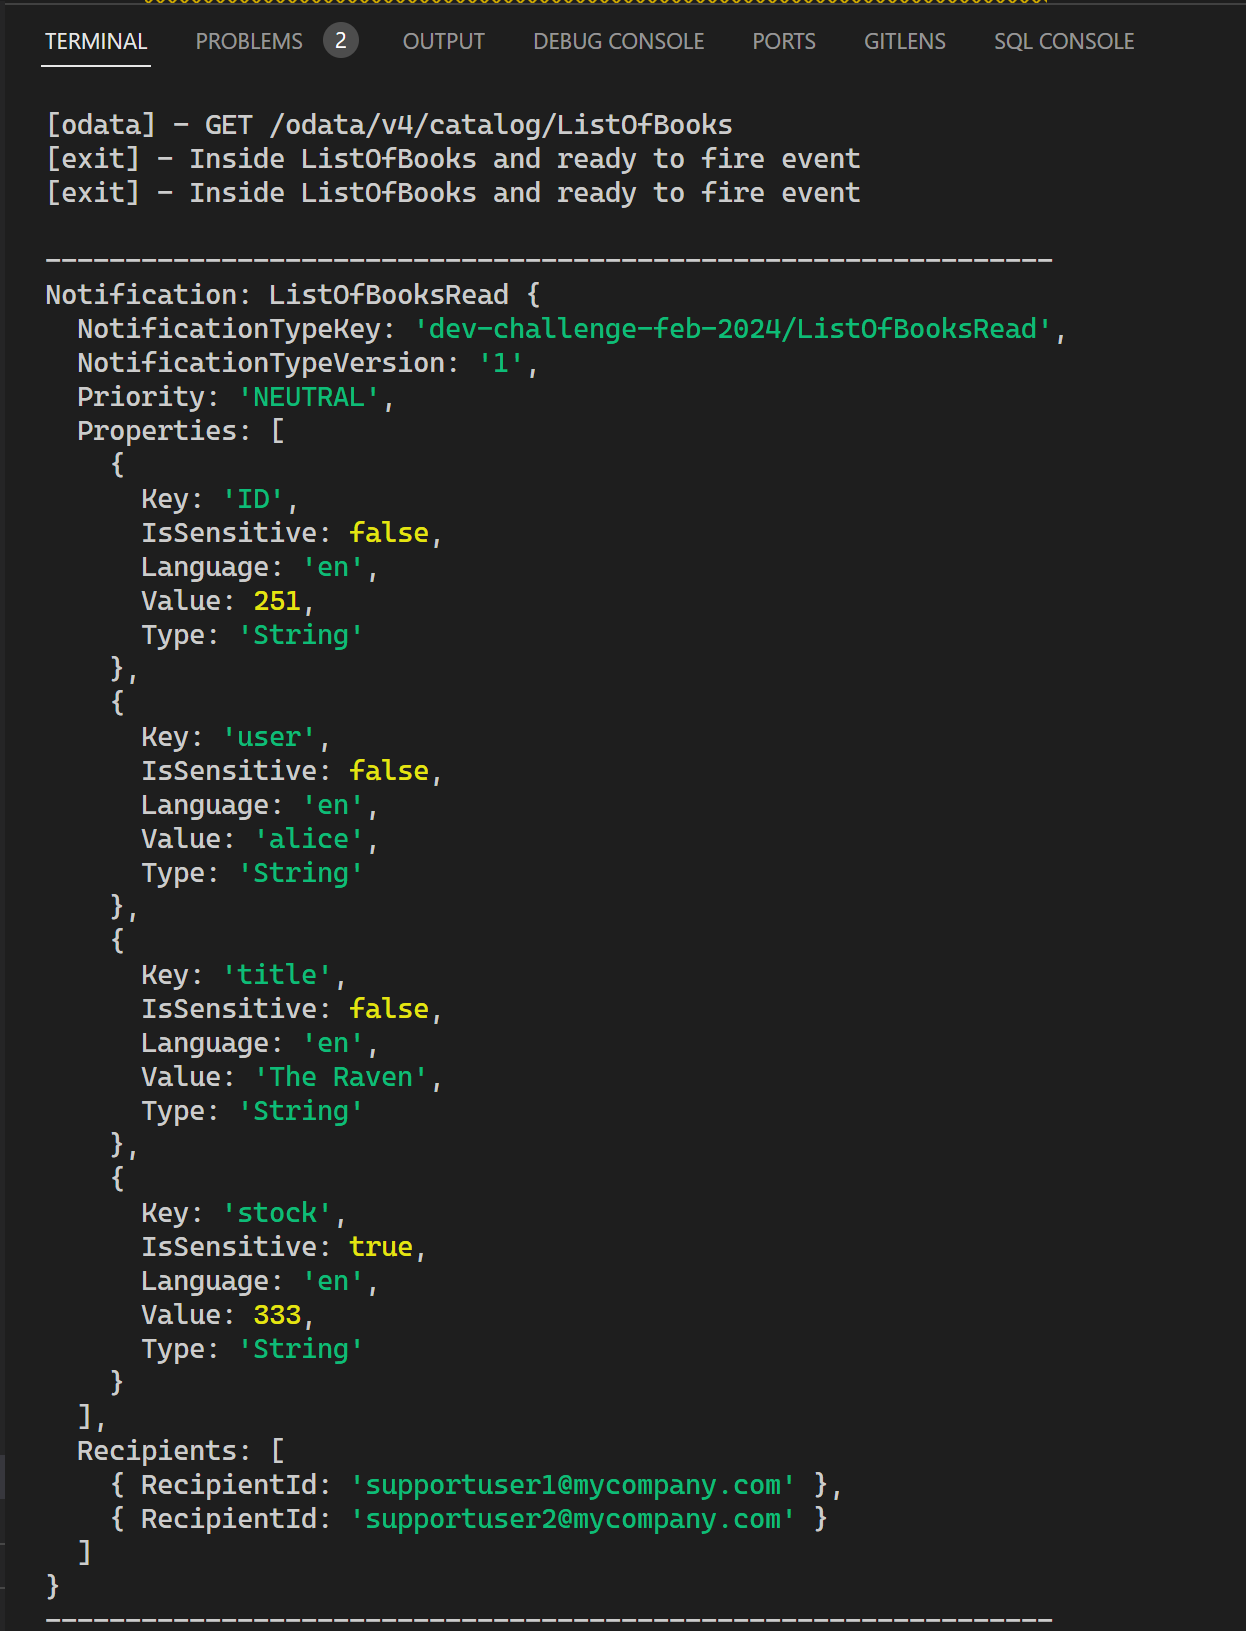 TERMINAL PROBLEMS 2 OUTPUT DEBUG CONSOLE PORTS GITLENS SQL CONSOLE
[odata] - GET /odata/v4/catalog/ListOfBooks
[exit] - Inside ListOfBooks and ready to fire event
[exit] - Inside ListOfBooks and ready to fire event
---------------------------------------------------------------
Notification: ListOfBooksRead {
  NotificationTypeKey: 'dev-challenge-feb-2024/ListOfBooksRead',
  NotificationTypeVersion: '1',
  Priority: 'NEUTRAL',
  Properties: [
    {
      Key: 'ID',
      IsSensitive: false,
      Language: 'en',
      Value: 251,
      Type: 'String'
    },
    {
      Key: 'user',
      IsSensitive: false,
      Language: 'en',
      Value: 'alice',
      Type: 'String'
    },
    {
      Key: 'title',
      IsSensitive: false,
      Language: 'en',
      Value: 'The Raven',
      Type: 'String'
    },
    {
      Key: 'stock',
      IsSensitive: true,
      Language: 'en',
      Value: 333,
      Type: 'String'
    }
  ],
  Recipients: [
    { RecipientId: 'supportuser1@mycompany.com' },
    { RecipientId: 'supportuser2@mycompany.com' }
  ]
}
---------------------------------------------------------------